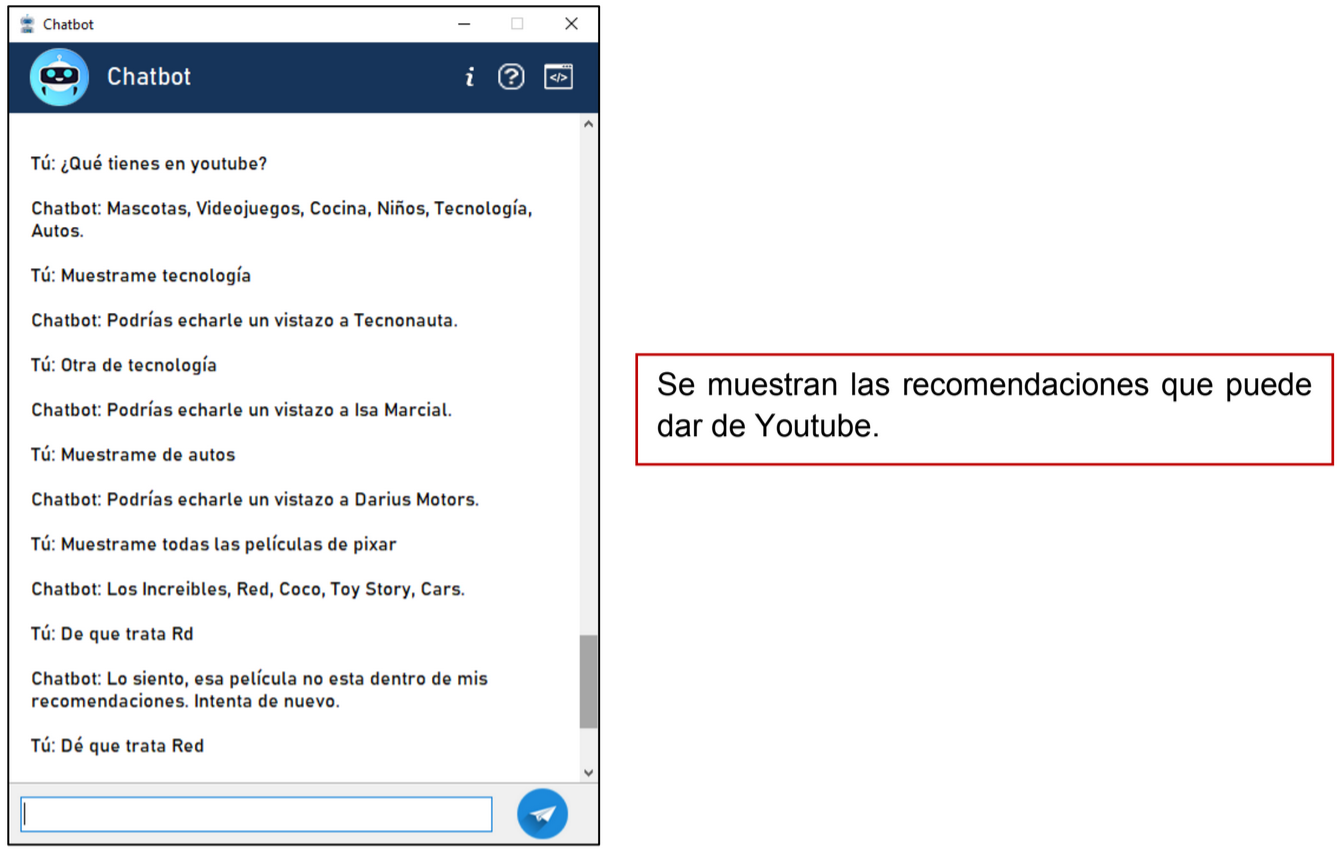 Chatbot
Chatbot
i
?
</>
Tú: ¿Qué tienes en youtube?
Chatbot: Mascotas, Videojuegos, Cocina, Niños, Tecnología,
Autos.
Tú: Muestrame tecnología
Chatbot: Podrías echarle un vistazo a Tecnonauta.
Tú: Otra de tecnología
Chatbot: Podrías echarle un vistazo a Isa Marcial.
Tú: Muestrame de autos
Chatbot: Podrías echarle un vistazo a Darius Motors.
Tú: Muestrame todas las películas de pixar
Chatbot: Los Increibles, Red, Coco, Toy Story, Cars.
Tú: De que trata Rd
Chatbot: Lo siento, esa película no esta dentro de mis
recomendaciones. Intenta de nuevo.
Tú: Dé que trata Red
Se muestran las recomendaciones que puede
dar de Youtube.